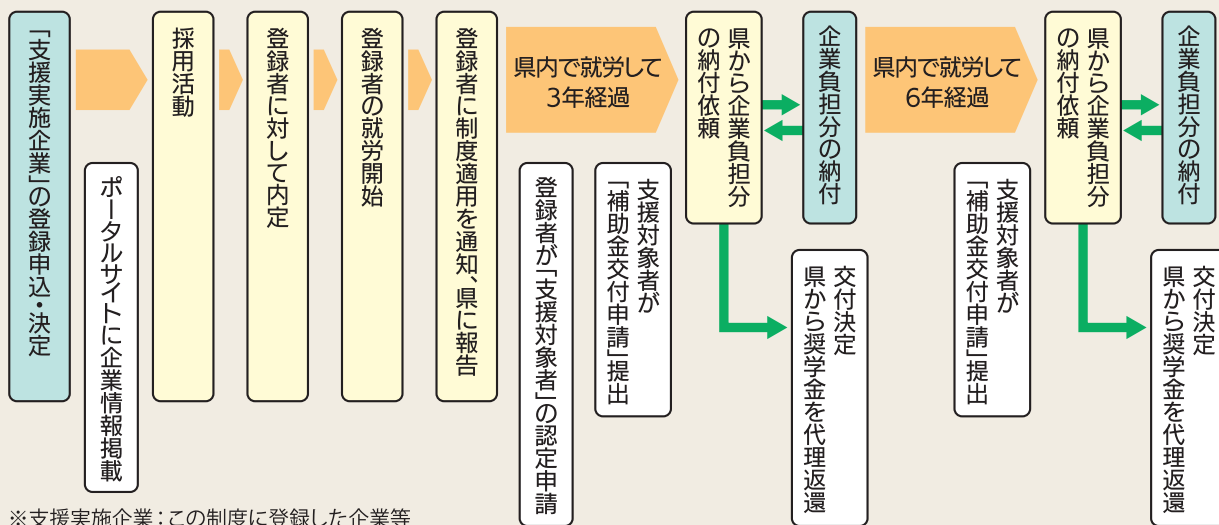 「支援実施企業」の登録申込・決定
ポータルサイトに企業情報掲載
採用活動
登録者に対して内定
登録者の就労開始
登録者に制度適用を通知、県に報告
県内で就労して
3年経過
登録者が「支援対象者」の認定申請
支援対象者が
「補助金交付申請」提出
県から企業負担分
の納付依頼
企業負担分の納付
交付決定
県から奨学金を代理返還
県内で就労して
6年経過
支援対象者が
「補助金交付申請」提出
県から企業負担分
の納付依頼
企業負担分の納付
交付決定
県から奨学金を代理返還
※支援実施企業：この制度に登録した企業等